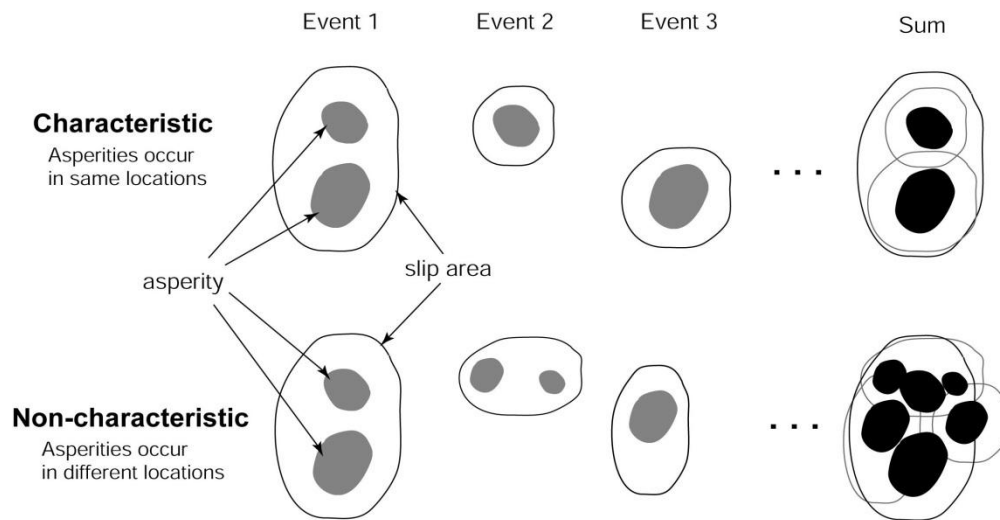 Event 1
Event 2
Event 3
Sum
Characteristic
Asperities occur
in same locations
. . .
asperity
slip area
Non-characteristic
Asperities occur
in different locations
. . .